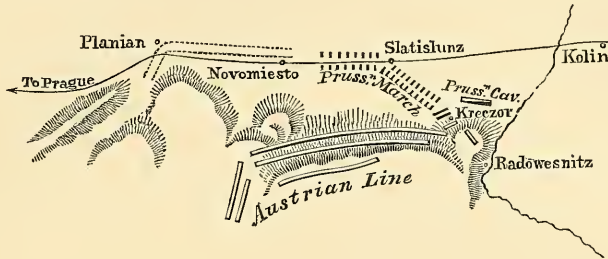 Planian
Slatislunz
Kolin
To Prague
Novomiesto
Pruss.n March
Pruss.n Cav.
Kreczor
Radowesnitz
Austrian Line